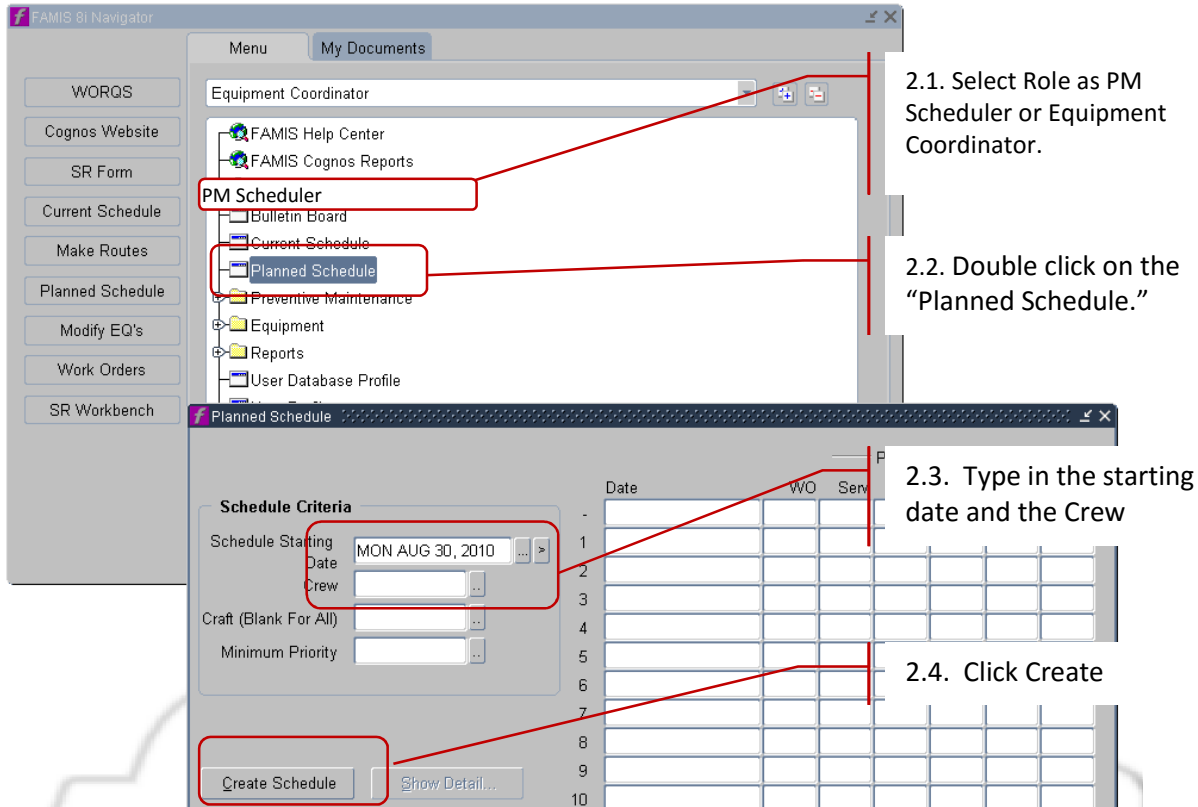 FAMIS 8i Navigator
Menu
My Documents
WORQS
Cognos Website
SR Form
Current Schedule
Make Routes
Planned Schedule
Modify EQ's
Work Orders
SR Workbench
Equipment Coordinator
FAMIS Help Center
FAMIS Cognos Reports
PM Scheduler
Bulletin Board
Current Schedule
Planned Schedule
Preventive Maintenance
Equipment
Reports
User Database Profile
2.1. Select Role as PM
Scheduler or Equipment
Coordinator.
2.2. Double click on the
“Planned Schedule.”
Planned Schedule
Schedule Criteria
Schedule Starting
Date
MON AUG 30, 2010
... >
Crew
..
Craft (Blank For All)
..
Minimum Priority
..
Create Schedule
Show Detail...
P
Date WO Serv
-
1
2
3
4
5
6
7
8
9
10
2.3. Type in the starting
date and the Crew
2.4. Click Create